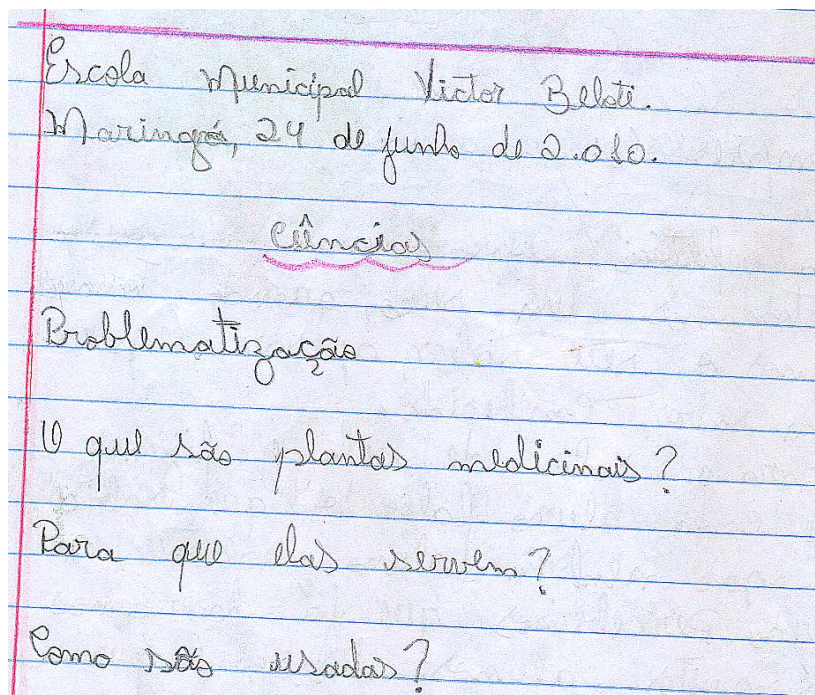 Escola Municipal Victor Beloti.
Maringá, 24 de junho de 2.010.
Ciências
Problematização
O que são plantas medicinais?
Para que elas servem?
Como são usadas?